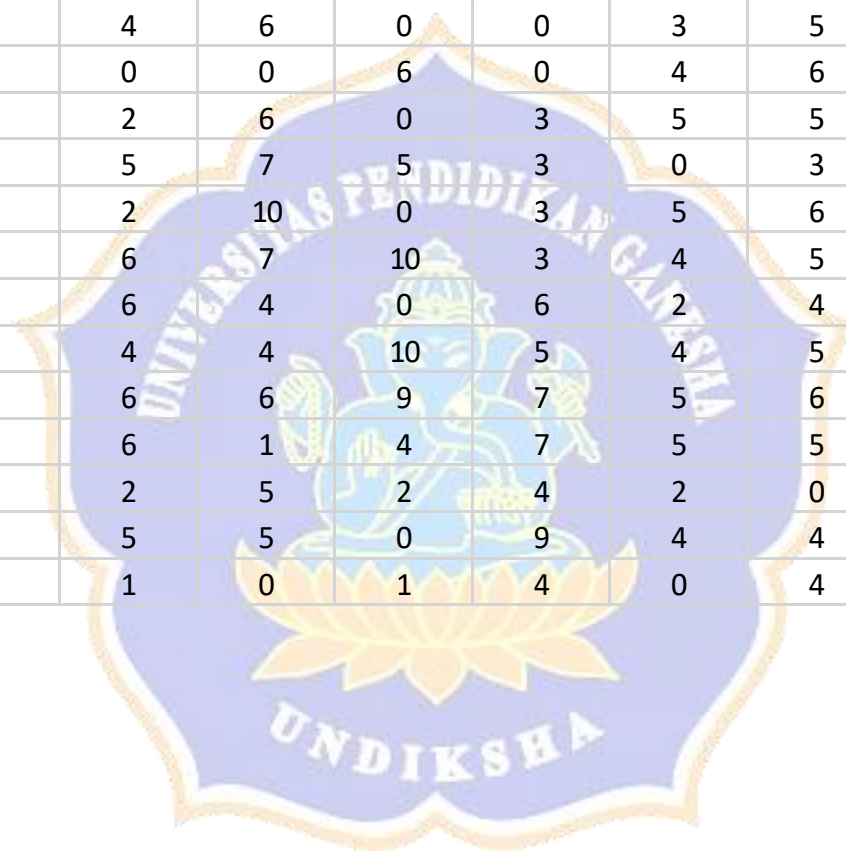 4 6 0 0 3 5
0 0 6 0 4 6
2 6 0 3 5 5
5 7 5 3 0 3
2 10 0 3 5 6
6 7 10 3 4 5
6 4 0 6 2 4
4 4 10 5 4 5
6 6 9 7 5 6
6 1 4 7 5 5
2 5 2 4 2 0
5 5 0 9 4 4
1 0 1 4 0 4
UNIVERSITAS PENDIDIKAN GANESHA
UNDIKSHA